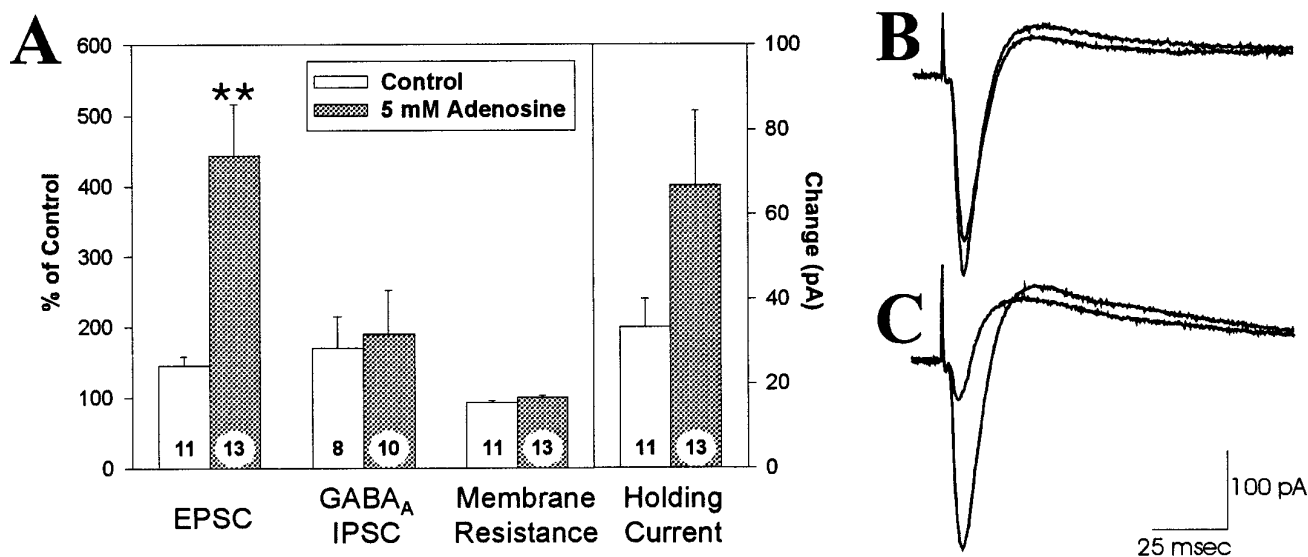 A
600
500
400
300
200
100
0
% of Control
Control
5 mM Adenosine
**
11
13
8
10
11
13
11
13
EPSC
GABA_A
IPSC
Membrane
Resistance
Holding
Current
100
80
60
40
20
0
Change (pA)
B
C
100 pA
25 msec